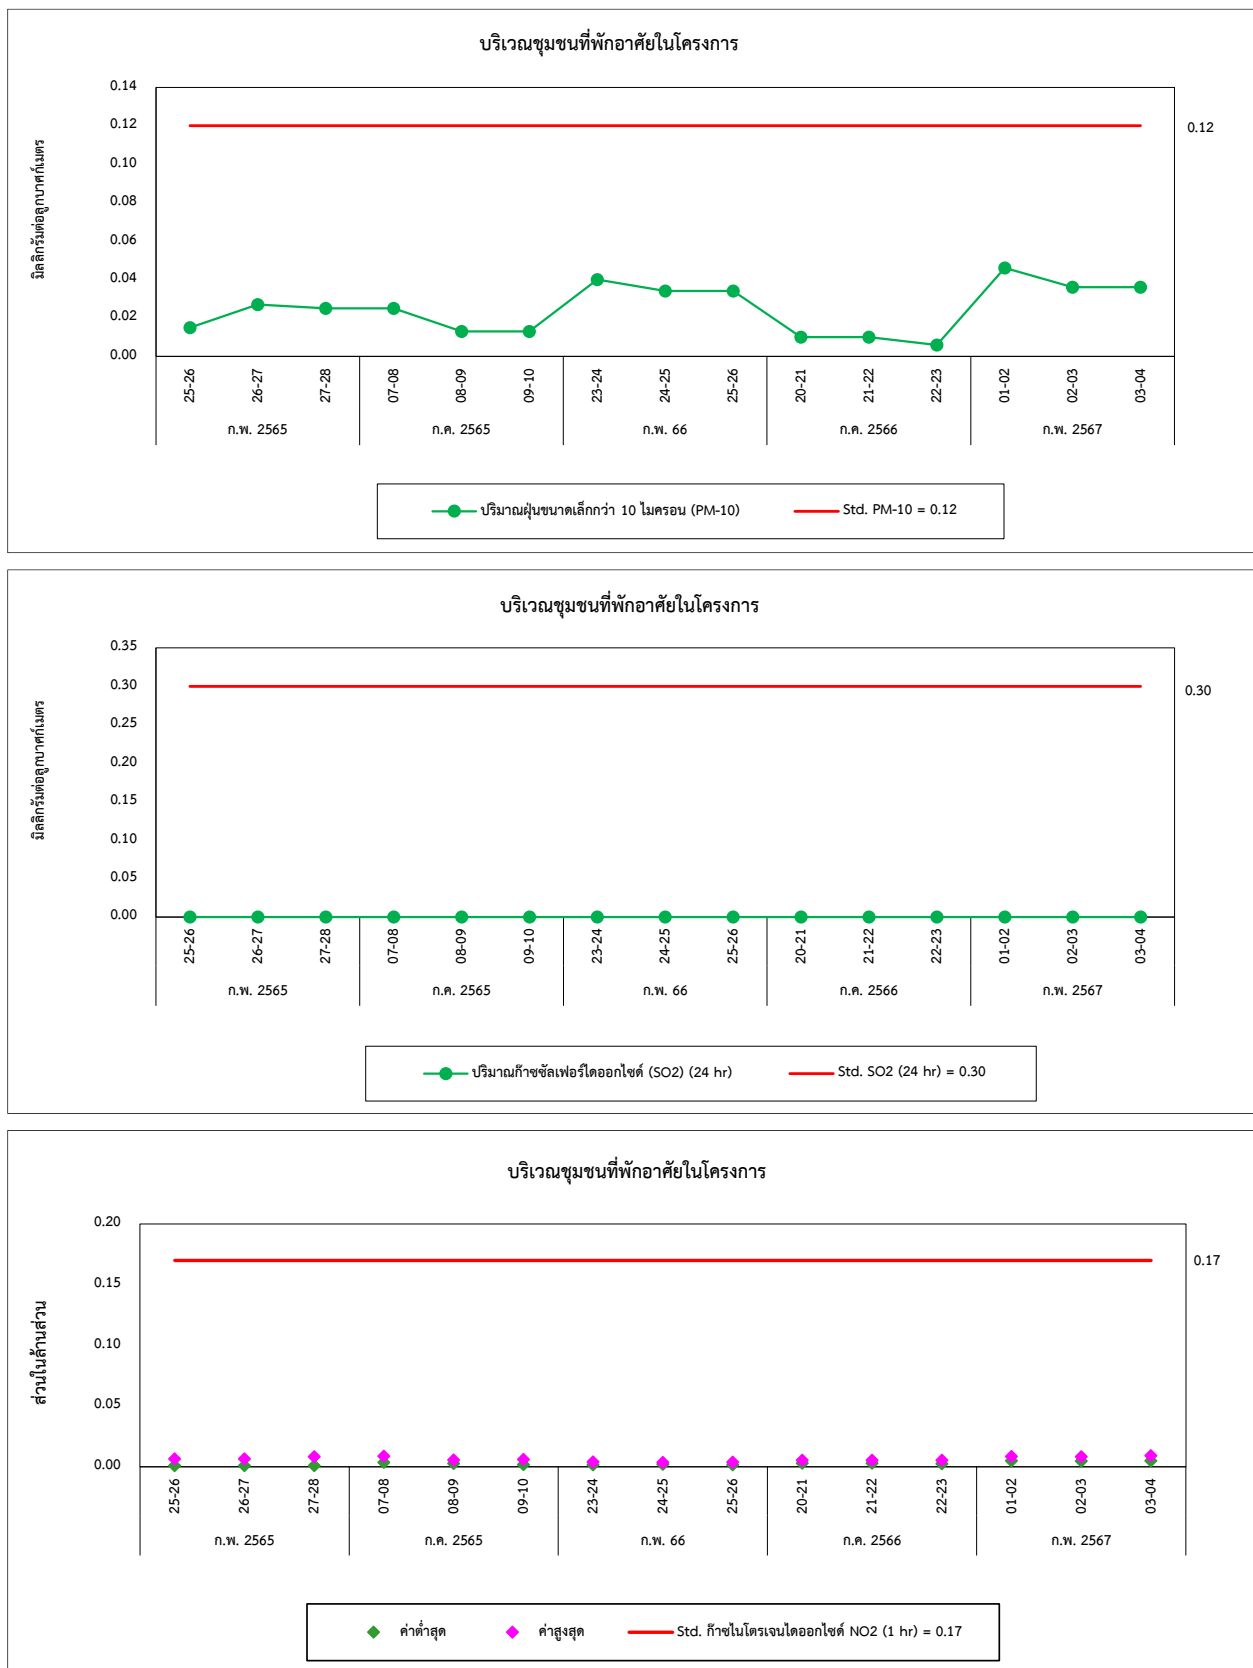 บริเวณชุมชนที่พักอาศัยในโครงการ
มิลลิกรัมต่อลูกบาศก์เมตร
0.14
0.12
0.10
0.08
0.06
0.04
0.02
0.00
0.12
25-26 26-27 27-28 07-08 08-09 09-10 23-24 24-25 25-26 20-21 21-22 22-23 01-02 02-03 03-04
ก.พ. 2565 ก.ค. 2565 ก.พ. 66 ก.ค. 2566 ก.พ. 2567
ปริมาณฝุ่นขนาดเล็กกว่า 10 ไมครอน (PM-10) Std. PM-10 = 0.12
บริเวณชุมชนที่พักอาศัยในโครงการ
มิลลิกรัมต่อลูกบาศก์เมตร
0.35
0.30
0.25
0.20
0.15
0.10
0.05
0.00
0.30
25-26 26-27 27-28 07-08 08-09 09-10 23-24 24-25 25-26 20-21 21-22 22-23 01-02 02-03 03-04
ก.พ. 2565 ก.ค. 2565 ก.พ. 66 ก.ค. 2566 ก.พ. 2567
ปริมาณก๊าซซัลเฟอร์ไดออกไซด์ (SO2) (24 hr) Std. SO2 (24 hr) = 0.30
บริเวณชุมชนที่พักอาศัยในโครงการ
ส่วนในล้านส่วน
0.20
0.15
0.10
0.05
0.00
0.17
25-26 26-27 27-28 07-08 08-09 09-10 23-24 24-25 25-26 20-21 21-22 22-23 01-02 02-03 03-04
ก.พ. 2565 ก.ค. 2565 ก.พ. 66 ก.ค. 2566 ก.พ. 2567
ค่าต่ำสุด ค่าสูงสุด Std. ก๊าซไนโตรเจนไดออกไซด์ NO2 (1 hr) = 0.17